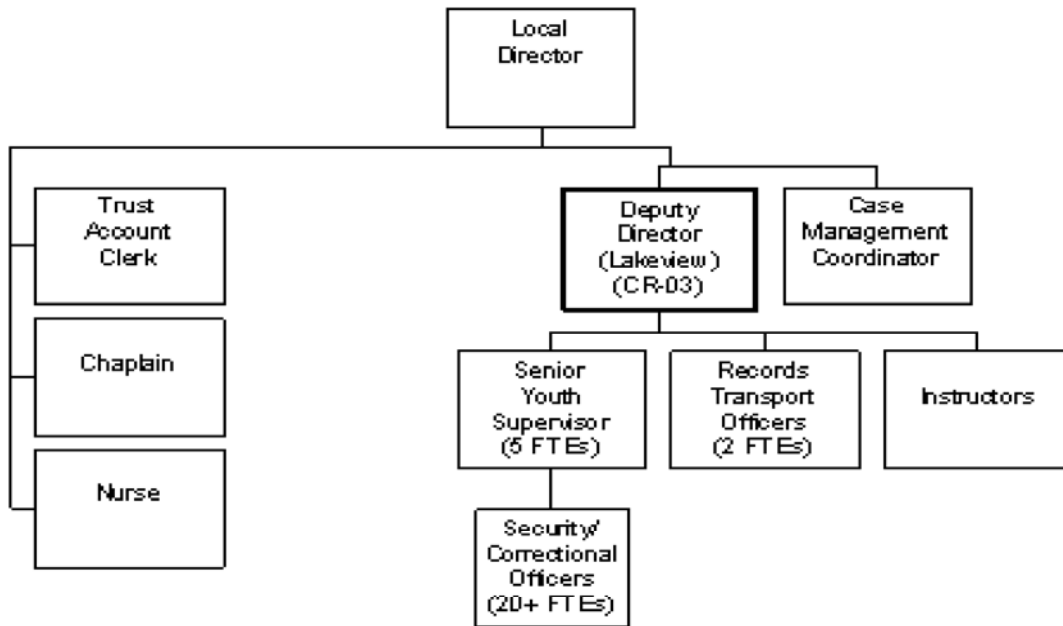 Local
Director
Trust
Account
Clerk
Deputy
Director
(Lakeview)
(CR-03)
Case
Management
Coordinator
Chaplain
Senior
Youth
Supervisor
(5 FTEs)
Records
Transport
Officers
(2 FTEs)
Instructors
Nurse
Security/
Correctional
Officers
(20+ FTEs)